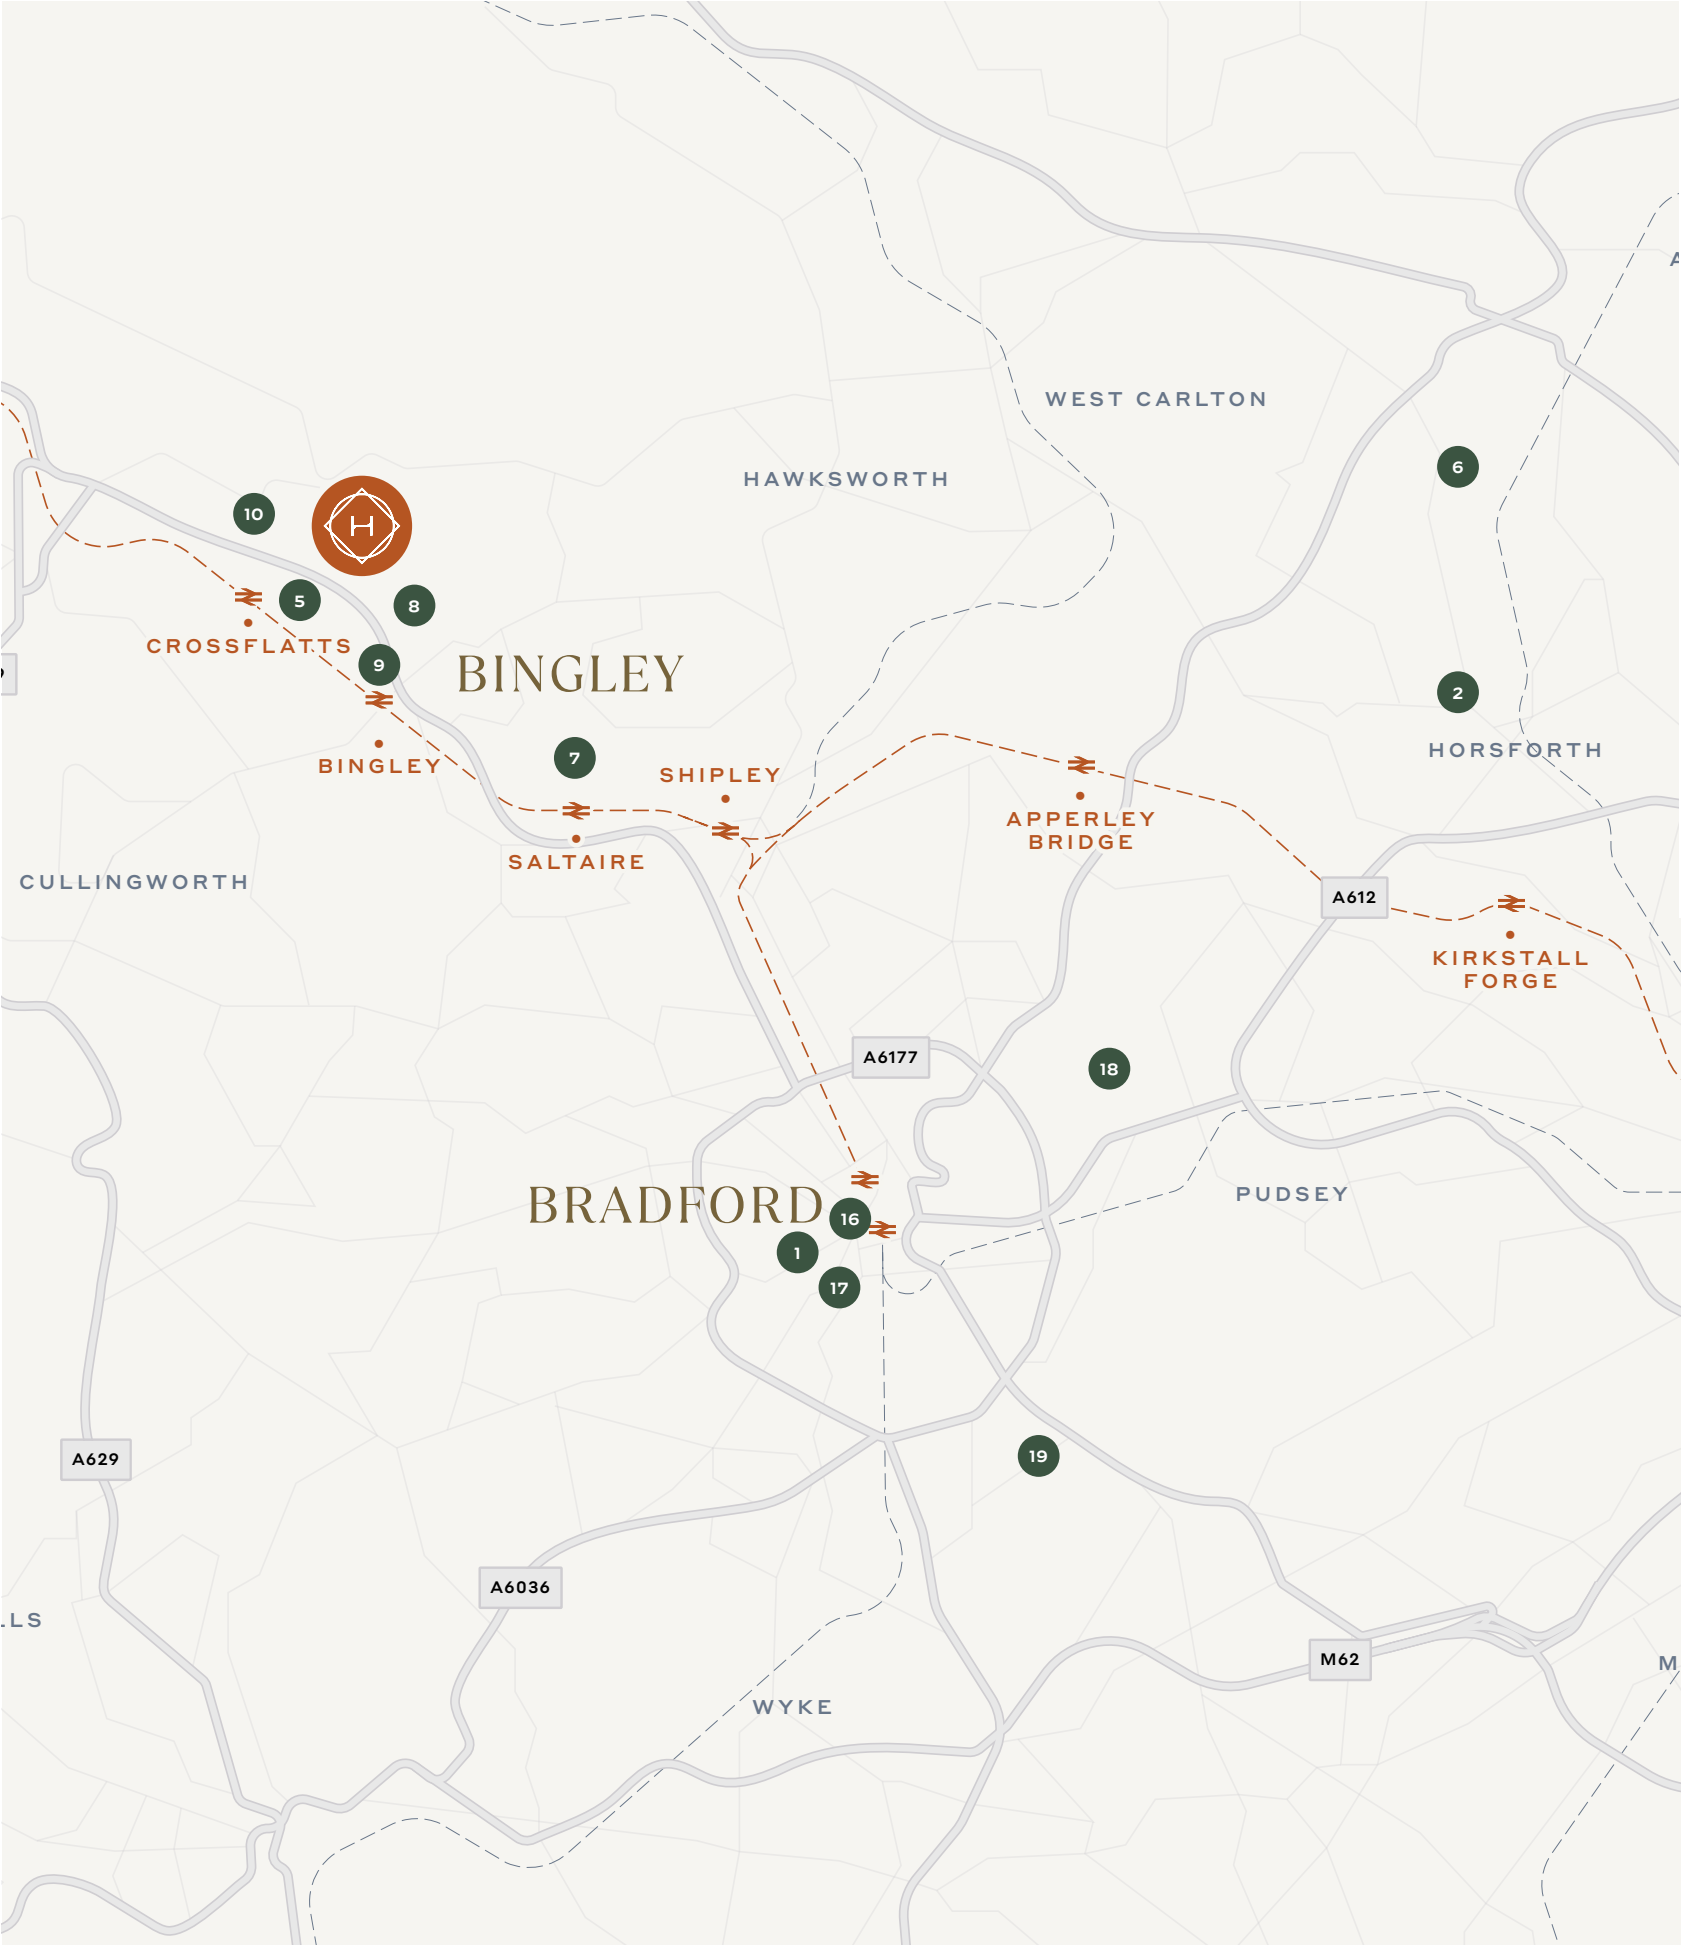 WEST CARLTON
6
HAWKSWORTH
10
H
5
8
CROSSFLATTS
9
BINGLEY
2
HORSFORTH
7
BINGLEY
SHIPLEY
APPERLEY
BRIDGE
SALTAIRE
CULLINGWORTH
A612
KIRKSTALL
FORGE
A6177
18
PUDSEY
BRADFORD
16
1
17
A629
19
A6036
LLS
M62
M
WYKE